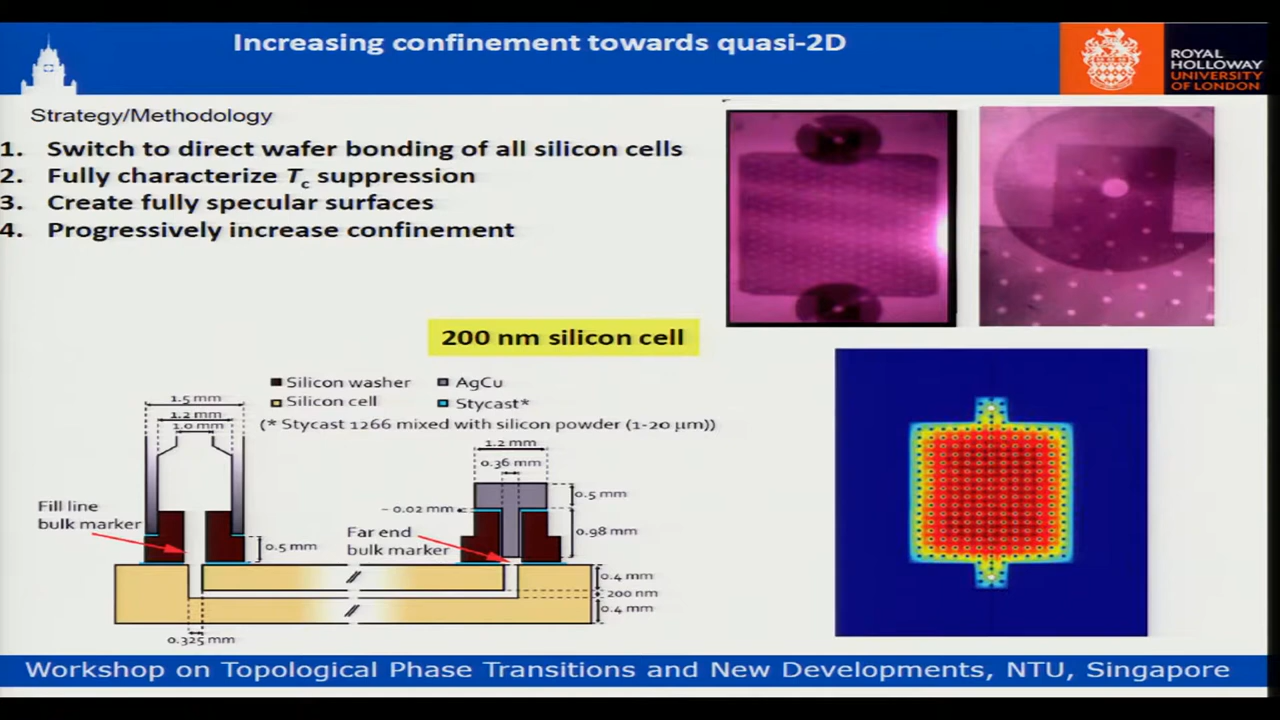 Increasing confinement towards quasi-2D
ROYAL
HOLLOWAY
UNIVERSITY
OF LONDON
Strategy/Methodology
1. Switch to direct wafer bonding of all silicon cells
2. Fully characterize Tc suppression
3. Create fully specular surfaces
4. Progressively increase confinement
200 nm silicon cell
Silicon washer
AgCu
Silicon cell
Stycast*
(* Stycast 1266 mixed with silicon powder (1-20 µm))
1.5 mm
1.2 mm
1.0 mm
1.2 mm
0.36 mm
0.5 mm
~ 0.02 mm
Fill line
bulk marker
0.5 mm
Far end
bulk marker
0.98 mm
0.4 mm
200 nm
0.4 mm
0.325 mm
Workshop on Topological Phase Transitions and New Developments, NTU, Singapore